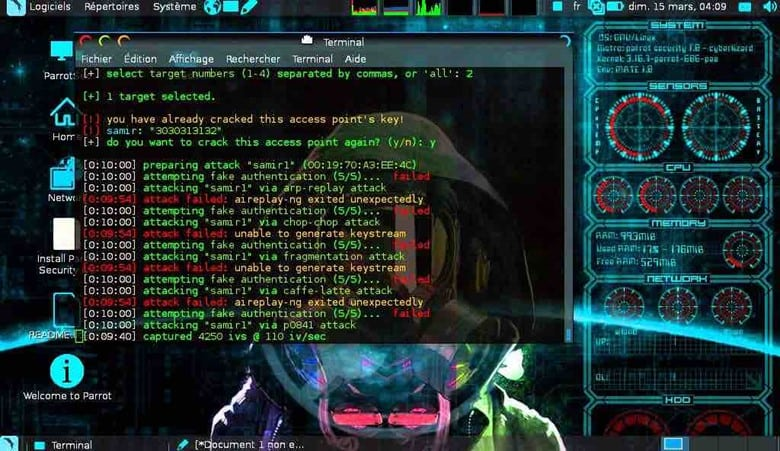 Logiciels Répertoires Système fr dim. 15 mars, 04:09
Terminal
Fichier Édition Affichage Rechercher Terminal Aide
[+] select target numbers (1-4) separated by commas, or 'all': 2
[+] 1 target selected.
[!] you have already cracked this access point's key!
[!] samir: "3030313132"
[+] do you want to crack this access point again? (y/n): y
[0:10:00] preparing attack "samir1" (00:19:70:A3:EE:4C)
[0:10:00] attempting fake authentication (5/5)... failed
[0:10:00] attacking "samir1" via arp-replay attack
[0:09:54] attack failed: aireplay-ng exited unexpectedly
[0:10:00] attempting fake authentication (5/5)... failed
[0:10:00] attacking "samir1" via chop-chop attack
[0:09:54] attack failed: unable to generate keystream
[0:10:00] attempting fake authentication (5/5)... failed
[0:10:00] attacking "samir1" via fragmentation attack
[0:09:54] attack failed: unable to generate keystream
[0:10:00] attempting fake authentication (5/5)... failed
[0:10:00] attacking "samir1" via caffe-latte attack
[0:09:54] attack failed: aireplay-ng exited unexpectedly
[0:10:00] attempting fake authentication (5/5)... failed
[0:10:00] attacking "samir1" via p0841 attack
[0:09:40] captured 4250 ivs @ 110 iv/sec
Parrot
Hom
Networ
Install Pa
Security
README
Welcome to Parrot
SYSTEM
OS: GNU/Linux
Distro: parrot security 1.8 - cyberlizard
Kernel: 3.16.1-parrot-686-pae
Env: MATE 1.8
SENSORS
CPU TEMP
BATTERY
CPU
MEMORY
RAM: 993MiB
Used RAM: 17% - 176MiB
Free RAM: 529MiB
NETWORK
UP:
DL:
HDD
Terminal [*Document 1 non e...